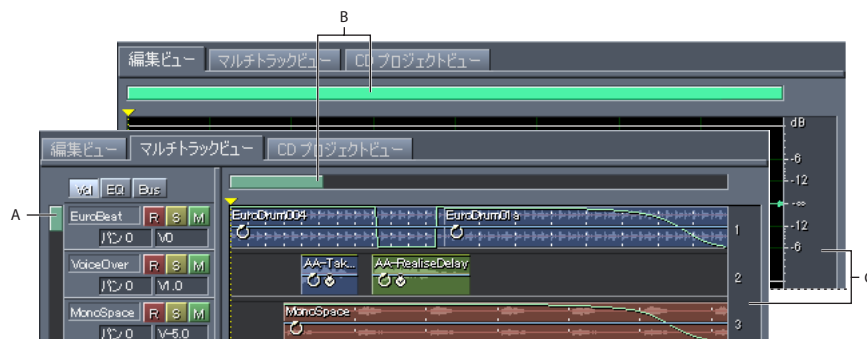 B
編集ビュー マルチトラックビュー CD プロジェクトビュー
dB
-6
-12
-∞
-12
-6
編集ビュー マルチトラックビュー CD プロジェクトビュー
Vol EQ Bus
A
EuroBeat R S M
パン 0 V0
EuroDrum004 EuroDrum01a
1
VoiceOver R S M
パン 0 V1.0
AA-Tak... AA-RealiseDelay
2
C
MonoSpace R S M
パン 0 V-5.0
MonoSpace
3